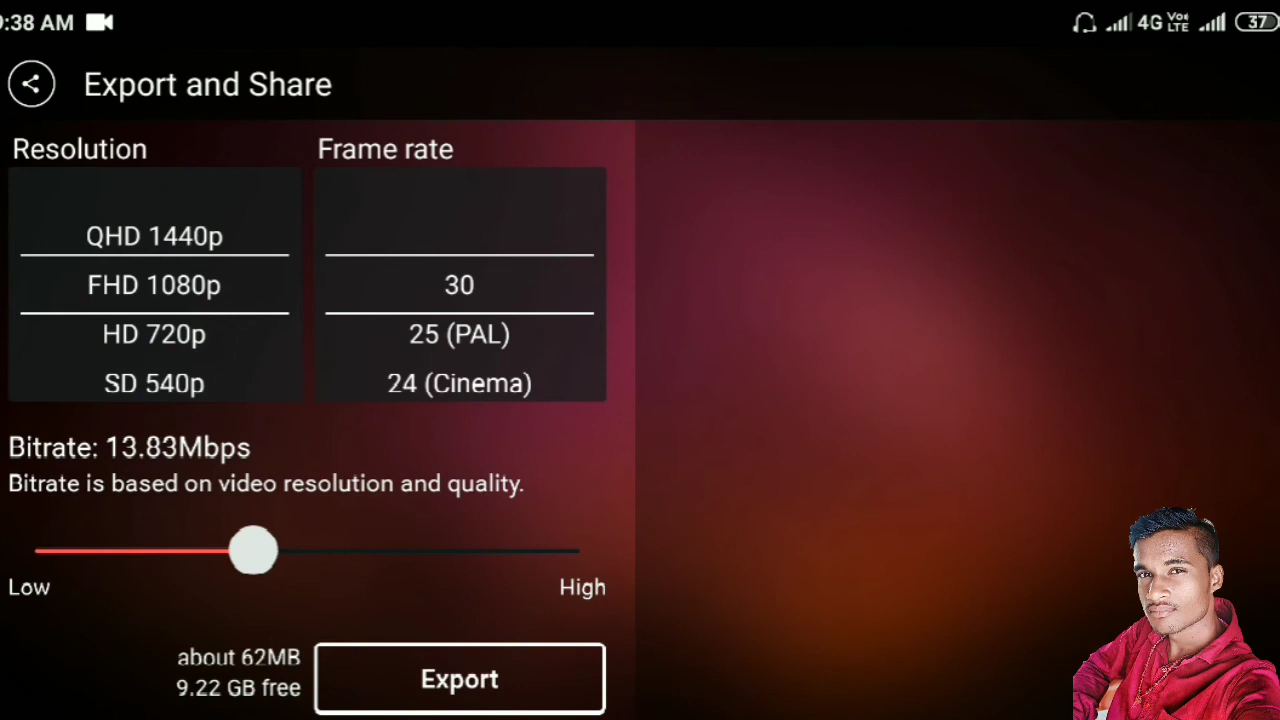 :38 AM
4G Vo LTE 37
Export and Share
Resolution
Frame rate
QHD 1440p
FHD 1080p
HD 720p
SD 540p
30
25 (PAL)
24 (Cinema)
Bitrate: 13.83Mbps
Bitrate is based on video resolution and quality.
Low
High
about 62MB
9.22 GB free
Export